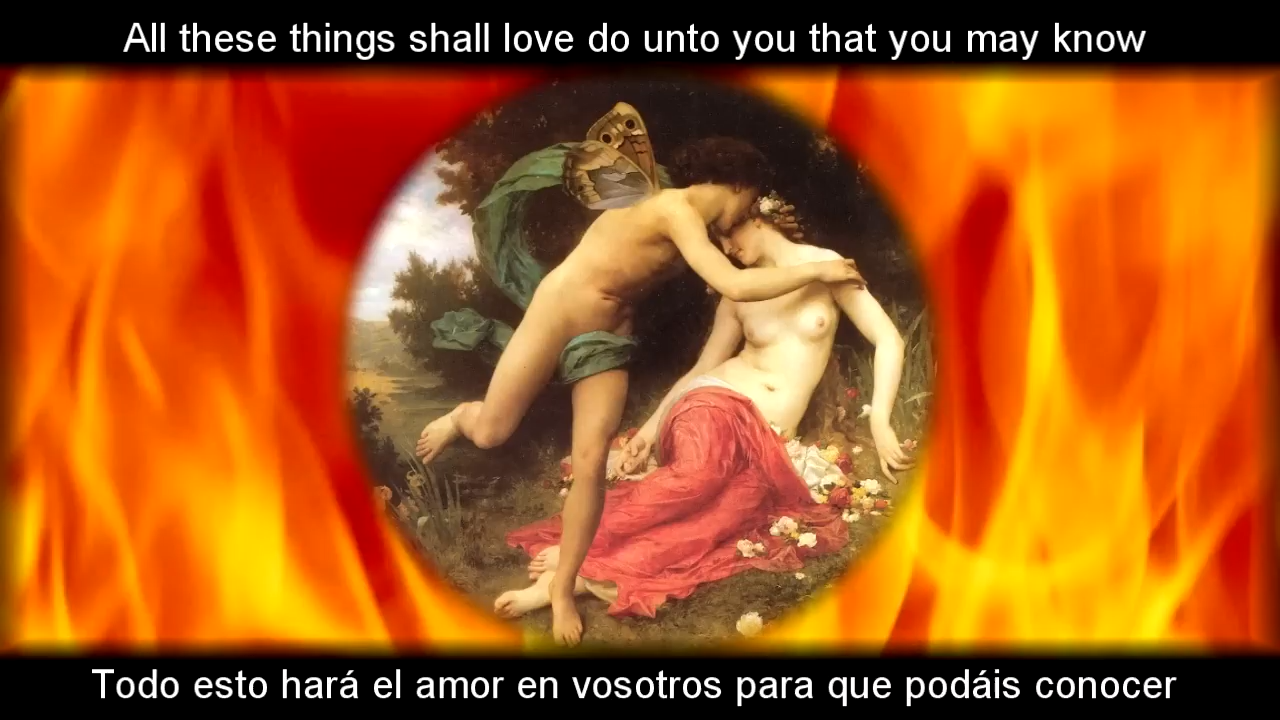 All these things shall love do unto you that you may know
Todo esto hará el amor en vosotros para que podáis conocer